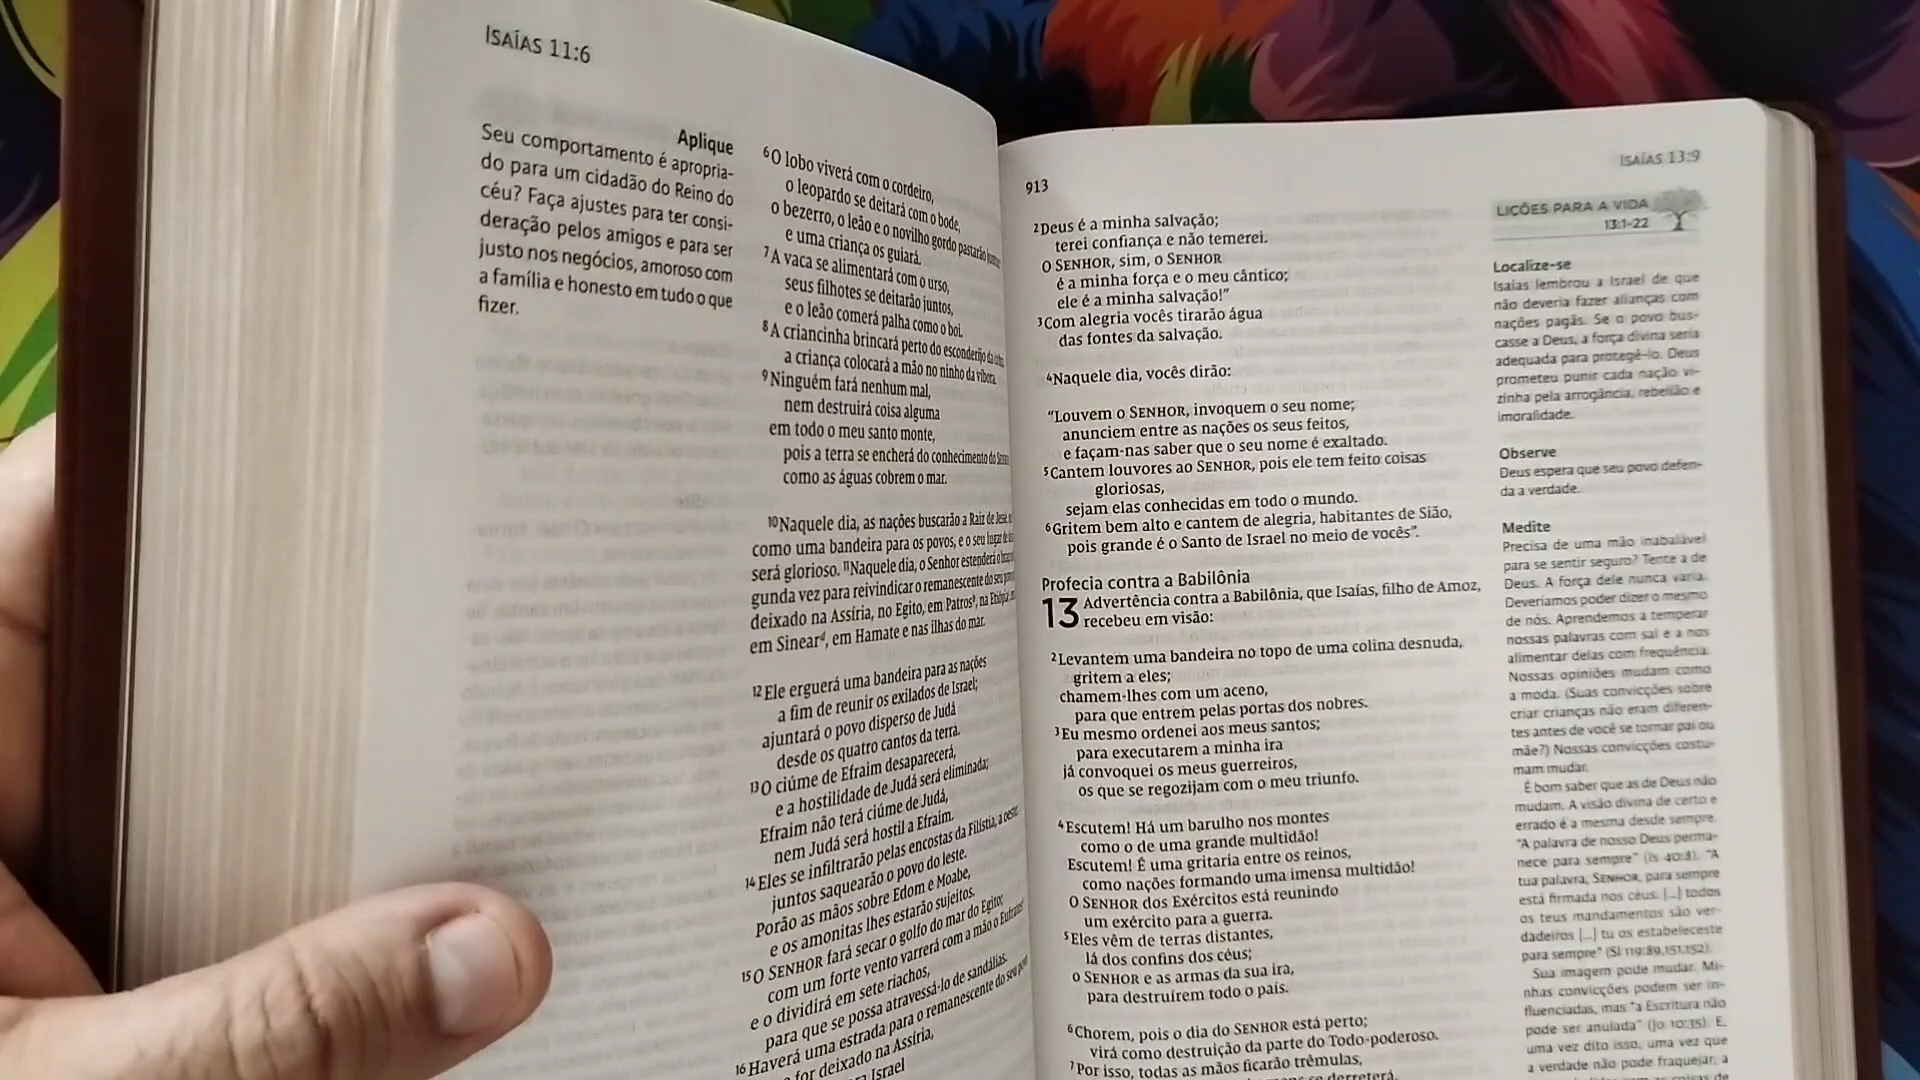 ISAÍAS 11:6
Aplique
Seu comportamento é apropria-
do para um cidadão do Reino do
céu? Faça ajustes para ter consi-
deração pelos amigos e para ser
justo nos negócios, amoroso com
a família e honesto em tudo o que
fizer.
6O lobo viverá com o cordeiro,
o leopardo se deitará com o bode,
o bezerro, o leão e o novilho gordo pastarão juntos
e uma criança os guiará.
7A vaca se alimentará com o urso,
seus filhotes se deitarão juntos,
e o leão comerá palha como o boi.
8A criancinha brincará perto do esconderijo da cobra,
a criança colocará a mão no ninho da víbora.
9Ninguém fará nenhum mal,
nem destruirá coisa alguma
em todo o meu santo monte,
pois a terra se encherá do conhecimento do
como as águas cobrem o mar.
10Naquele dia, as nações buscarão a Raiz de Jessé,
como uma bandeira para os povos, e o seu lugar de
será glorioso. 11Naquele dia, o Senhor estenderá o
gunda vez para reivindicar o remanescente do seu
deixado na Assíria, no Egito, em Patros, na Etiópia,
em Sinear, em Hamate e nas ilhas do mar.
12Ele erguerá uma bandeira para as nações
a fim de reunir os exilados de Israel;
ajuntará o povo disperso de Judá
desde os quatro cantos da terra.
13O ciúme de Efraim desaparecerá,
e a hostilidade de Judá será eliminada;
Efraim não terá ciúme de Judá,
nem Judá será hostil a Efraim.
14Eles se infiltrarão pelas encostas da Filístia, a oeste,
juntos saquearão o povo do leste.
Porão as mãos sobre Edom e Moabe,
e os amonitas lhes estarão sujeitos.
15O SENHOR fará secar o golfo do mar do Egito;
com um forte vento varrerá com a mão o Eufrates
e o dividirá em sete riachos,
para que se possa atravessá-lo de sandálias.
16Haverá uma estrada para o remanescente do seu povo
for deixado na Assíria,
Israel
913
ISAÍAS 13:9
2Deus é a minha salvação;
terei confiança e não temerei.
O SENHOR, sim, o SENHOR
é a minha força e o meu cântico;
ele é a minha salvação!”
3Com alegria vocês tirarão água
das fontes da salvação.
4Naquele dia, vocês dirão:
“Louvem o SENHOR, invoquem o seu nome;
anunciem entre as nações os seus feitos,
e façam-nas saber que o seu nome é exaltado.
5Cantem louvores ao SENHOR, pois ele tem feito coisas
gloriosas,
sejam elas conhecidas em todo o mundo.
6Gritem bem alto e cantem de alegria, habitantes de Sião,
pois grande é o Santo de Israel no meio de vocês”.
Profecia contra a Babilônia
13 Advertência contra a Babilônia, que Isaías, filho de Amoz,
recebeu em visão:
2Levantem uma bandeira no topo de uma colina desnuda,
gritem a eles;
chamem-lhes com um aceno,
para que entrem pelas portas dos nobres.
3Eu mesmo ordenei aos meus santos;
para executarem a minha ira
já convoquei os meus guerreiros,
os que se regozijam com o meu triunfo.
4Escutem! Há um barulho nos montes
como o de uma grande multidão!
Escutem! É uma gritaria entre os reinos,
como nações formando uma imensa multidão!
O SENHOR dos Exércitos está reunindo
um exército para a guerra.
5Eles vêm de terras distantes,
lá dos confins dos céus;
o SENHOR e as armas da sua ira,
para destruírem todo o país.
6Chorem, pois o dia do SENHOR está perto;
virá como destruição da parte do Todo-poderoso.
7Por isso, todas as mãos ficarão trêmulas,
se derreterá.
LIÇÕES PARA A VIDA
13:1-22
Localize-se
Isaías lembrou a Israel de que
não deveria fazer alianças com
nações pagãs. Se o povo bus-
casse a Deus, a força divina seria
adequada para protegê-lo. Deus
prometeu punir cada nação vi-
zinha pela arrogância, rebelião e
imoralidade.
Observe
Deus espera que seu povo defen-
da a verdade.
Medite
Precisa de uma mão inabalável
para se sentir seguro? Tente a de
Deus. A força dele nunca varia.
Deveríamos poder dizer o mesmo
de nós. Aprendemos a temperar
nossas palavras com sal e a nos
alimentar delas com frequência.
Nossas opiniões mudam como
a moda. (Suas convicções sobre
criar crianças não eram diferen-
tes antes de você se tornar pai ou
mãe?) Nossas convicções costu-
mam mudar.
É bom saber que as de Deus não
mudam. A visão divina de certo e
errado é a mesma desde sempre.
“A palavra de nosso Deus perma-
nece para sempre” (Is 40:8). “A
tua palavra, SENHOR, para sempre
está firmada nos céus. [...] todos
os teus mandamentos são ver-
dadeiros [...] tu os estabeleceste
para sempre” (Sl 119:89,151,152).
Sua imagem pode mudar. Mi-
nhas convicções podem ser in-
fluenciadas, mas “a Escritura não
pode ser anulada” (Jo 10:35). E,
uma vez dito isso, uma vez que
a verdade não pode fraquejar, a